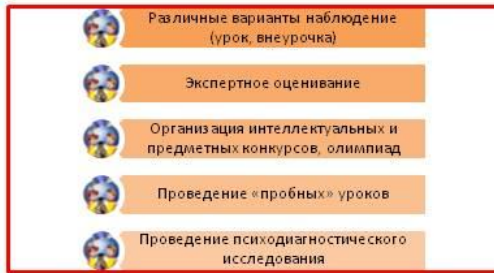 Различные варианты наблюдение
(урок, внеурочка)
Экспертное оценивание
Организация интеллектуальных и
предметных конкурсов, олимпиад
Проведение «пробных» уроков
Проведение психодиагностического
исследования